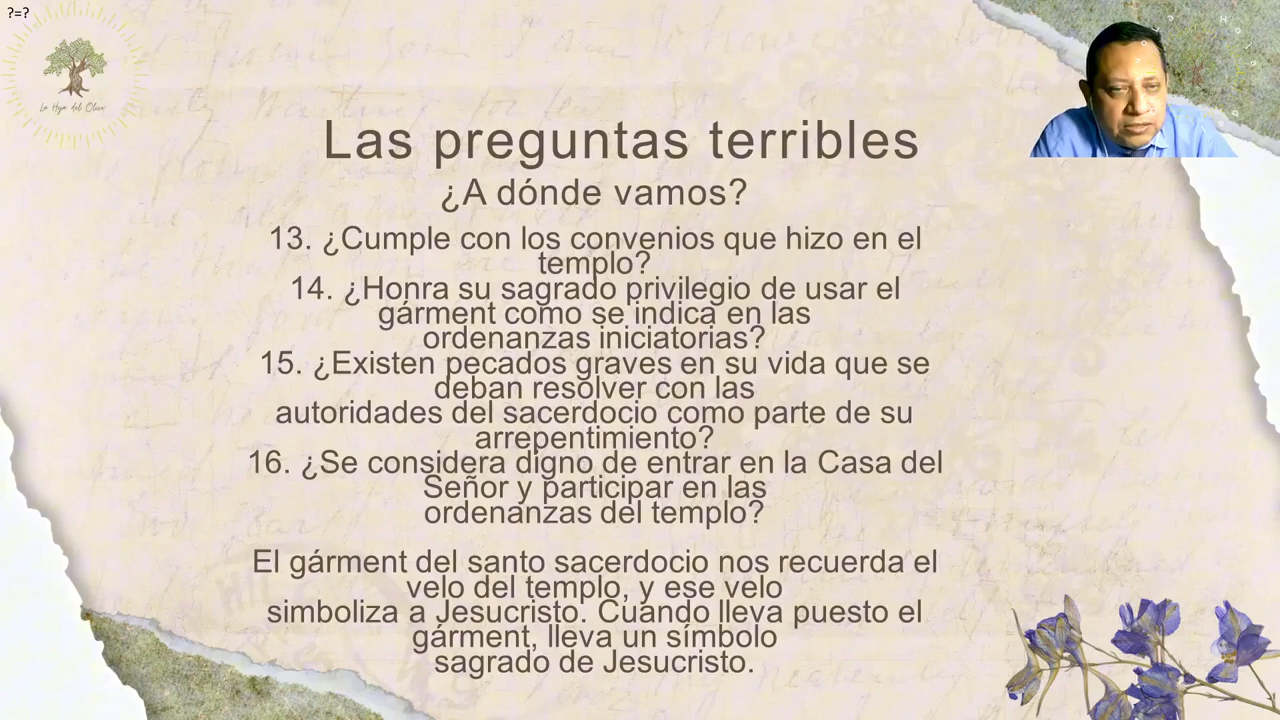 ?=?
La Hoja del Olivo
Las preguntas terribles
¿A dónde vamos?
13. ¿Cumple con los convenios que hizo en el
templo?
14. ¿Honra su sagrado privilegio de usar el
gárment como se indica en las
ordenanzas iniciatorias?
15. ¿Existen pecados graves en su vida que se
deban resolver con las
autoridades del sacerdocio como parte de su
arrepentimiento?
16. ¿Se considera digno de entrar en la Casa del
Señor y participar en las
ordenanzas del templo?
El gárment del santo sacerdocio nos recuerda el
velo del templo, y ese velo
simboliza a Jesucristo. Cuando lleva puesto el
gárment, lleva un símbolo
sagrado de Jesucristo.